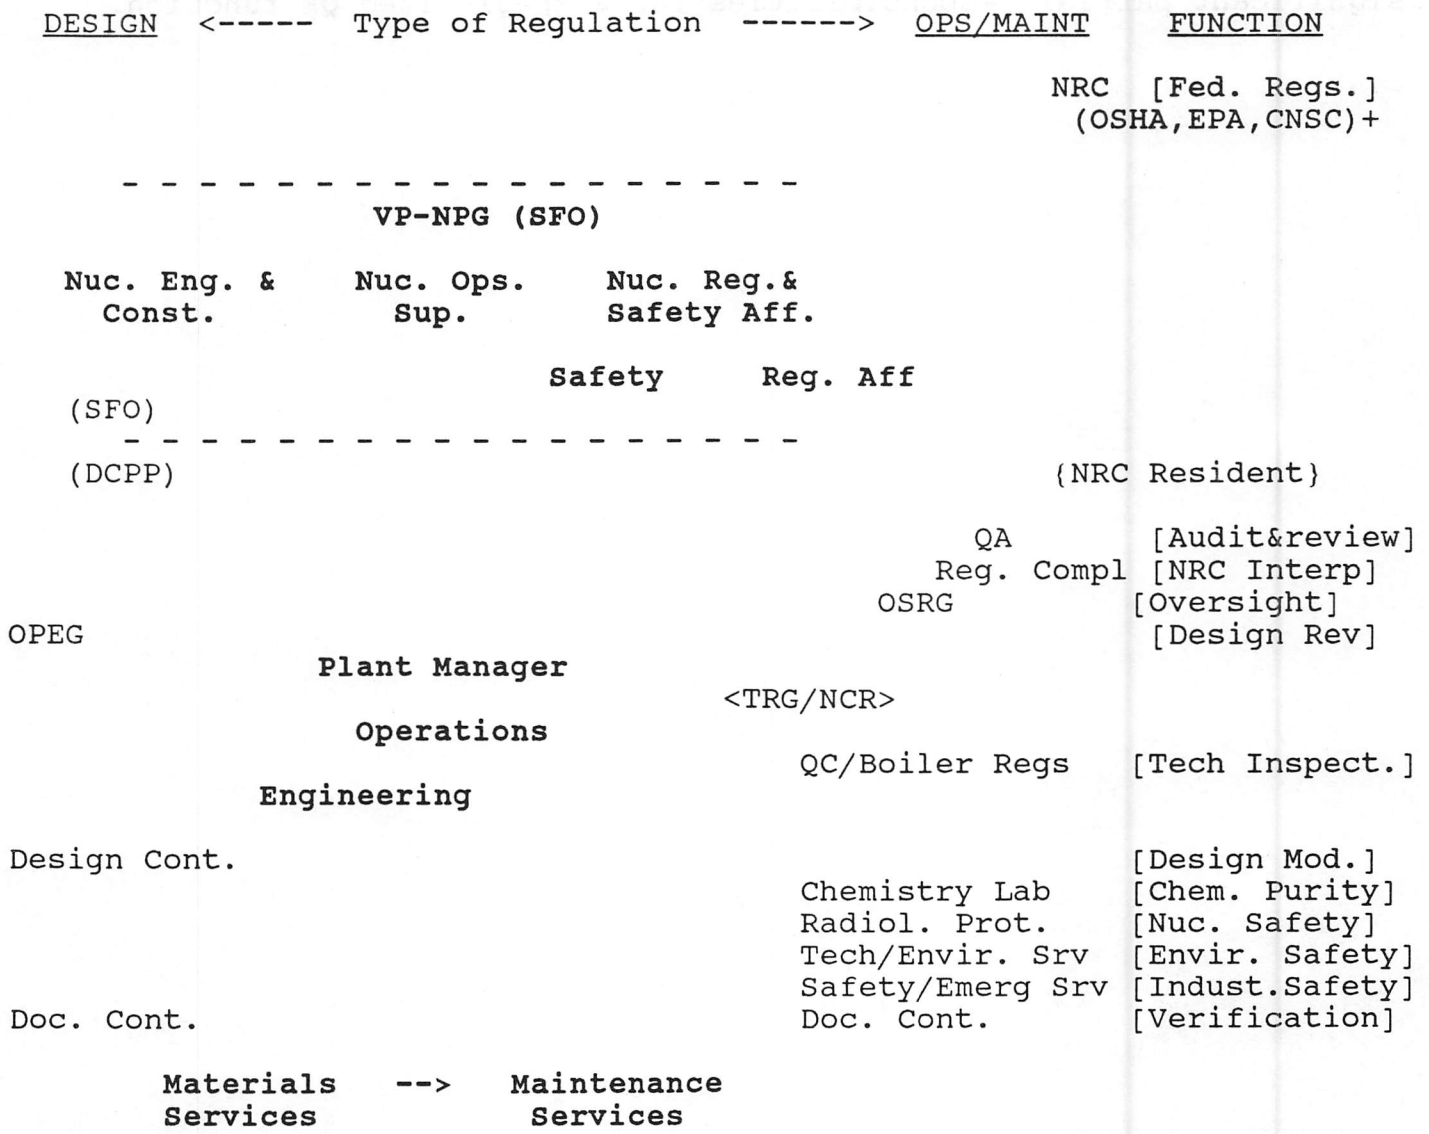 DESIGN <----- Type of Regulation ------> OPS/MAINT FUNCTION
NRC [Fed. Regs.]
(OSHA,EPA,CNSC)+
- - - - - - - - - - - - - - - - - -
VP-NPG (SFO)
Nuc. Eng. & Nuc. Ops. Nuc. Reg.&
Const. Sup. Safety Aff.
Safety Reg. Aff
(SFO)
- - - - - - - - - - - - - - - - - -
(DCPP) {NRC Resident}
QA [Audit&review]
Reg. Compl [NRC Interp]
OSRG [Oversight]
OPEG [Design Rev]
Plant Manager
<TRG/NCR>
Operations
QC/Boiler Regs [Tech Inspect.]
Engineering
Design Cont. [Design Mod.]
Chemistry Lab [Chem. Purity]
Radiol. Prot. [Nuc. Safety]
Tech/Envir. Srv [Envir. Safety]
Safety/Emerg Srv [Indust.Safety]
Doc. Cont. Doc. Cont. [Verification]
Materials --> Maintenance
Services Services